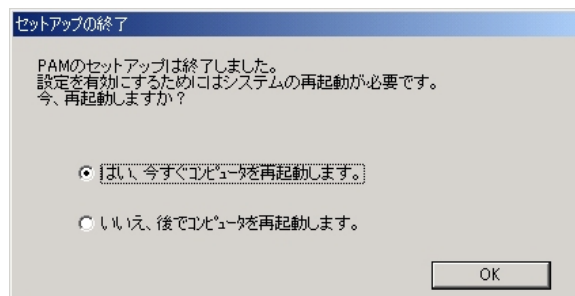 セットアップの終了
PAMのセットアップは終了しました。
設定を有効にするためにはシステムの再起動が必要です。
今、再起動しますか？
はい、今すぐｺﾝﾋﾟｭｰﾀを再起動します。
いいえ、後でｺﾝﾋﾟｭｰﾀを再起動します。
OK